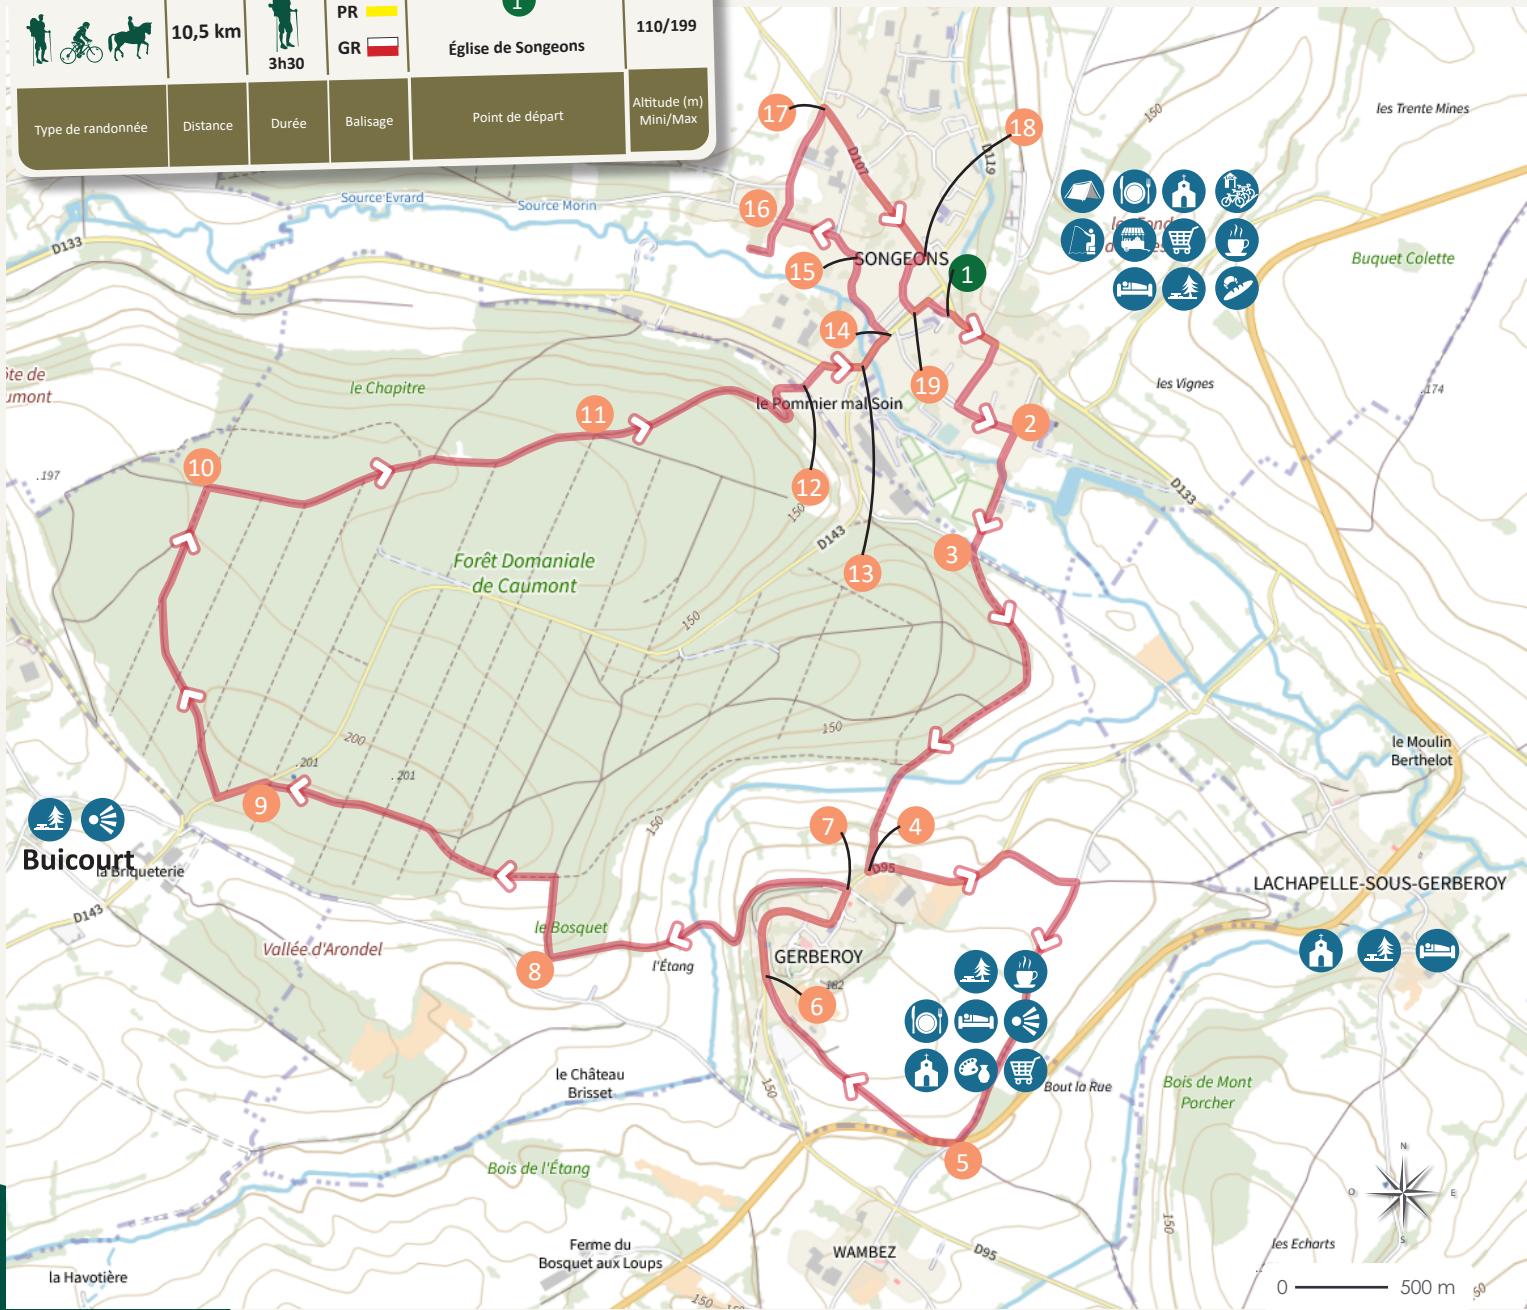 PR
GR
10,5 km
3h30
1
Église de Songeons
110/199
Type de randonnée
Distance
Durée
Balisage
Point de départ
Altitude (m)
Mini/Max
17
18
150
les Trente Mines
D107
D119
Source Evrard
Source Morin
16
D133
15
SONGEONS
1
Buquet Colette
14
le Chapitre
19
les Vignes
.174
le Pommier mal Soin
11
2
10
.197
12
150
D133
D143
3
13
Forêt Domaniale
de Caumont
150
150
200
.201
.201
le Moulin
Berthelot
9
7
4
150
Buicourt
la Briqueterie
D95
LACHAPELLE-SOUS-GERBEROY
D143
le Bosquet
Vallée d'Arondel
GERBEROY
l'Étang
8
182
6
le Château
Brisset
150
Bout la Rue
Bois de Mont
Porcher
5
Bois de l'Étang
N
O
E
S
150
Ferme du
Bosquet aux Loups
WAMBEZ
D95
les Echarts
la Havotière
0
500 m
150